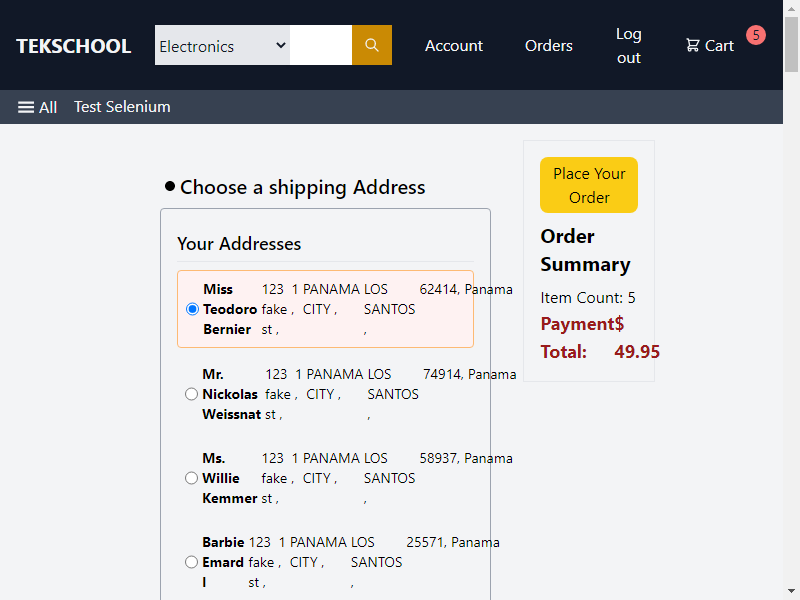 TEKSCHOOL
Electronics
Account
Orders
Log out
Cart
5
All
Test Selenium
Choose a shipping Address
Your Addresses
Miss Teodoro Bernier 123 fake st , 1 , PANAMA CITY , LOS SANTOS , 62414, Panama
Mr. Nickolas Weissnat 123 fake st , 1 , PANAMA CITY , LOS SANTOS , 74914, Panama
Ms. Willie Kemmer 123 fake st , 1 , PANAMA CITY , LOS SANTOS , 58937, Panama
Barbie Emard I 123 fake st , 1 , PANAMA CITY , LOS SANTOS , 25571, Panama
Place Your
Order
Order
Summary
Item Count: 5
Payment$
Total: 49.95